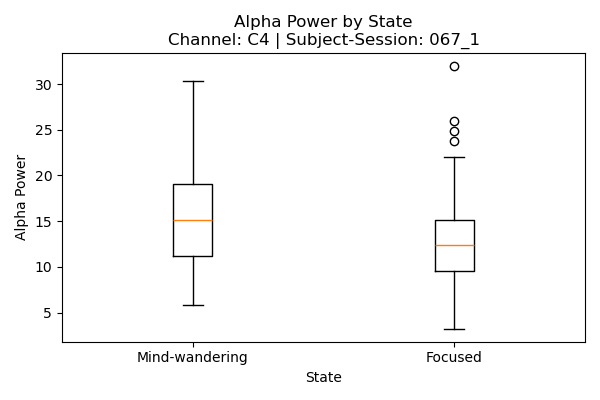 Alpha Power by State
Channel: C4 | Subject-Session: 067_1
Alpha Power
30
25
20
15
10
5
Mind-wandering
Focused
State